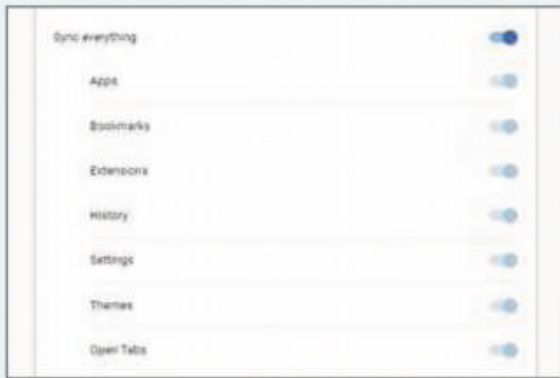 Sync everything
Apps
Bookmarks
Extensions
History
Settings
Themes
Open Tabs